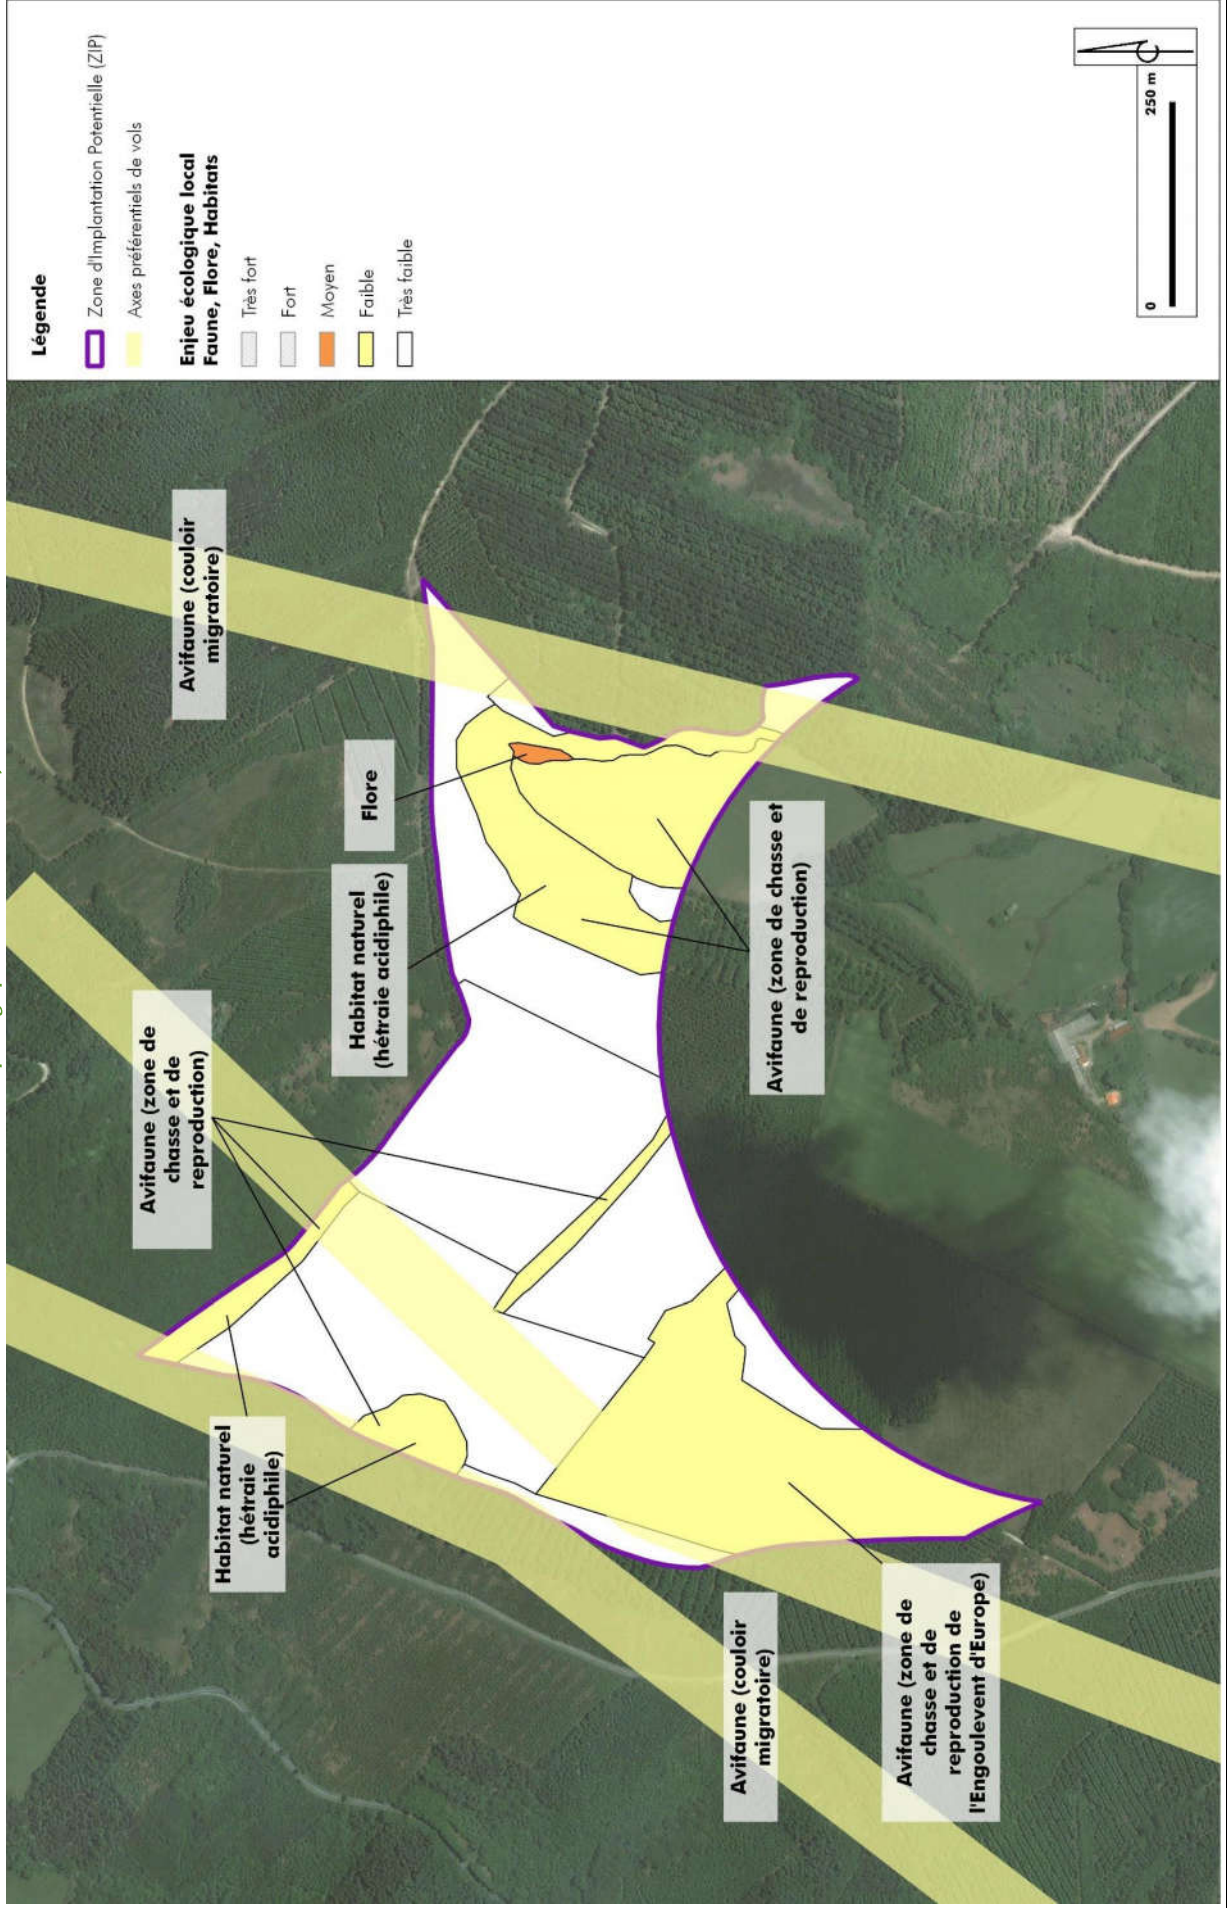 Légende
Zone d'Implantation Potentielle (ZIP)
Axes préférentiels de vols
Enjeu écologique local
Faune, Flore, Habitats
Très fort
Fort
Moyen
Faible
Très faible
0
250 m
Avifaune (couloir
migratoire)
Flore
Habitat naturel
(hêtraie acidiphile)
Avifaune (zone de chasse et
de reproduction)
Avifaune (zone de
chasse et de
reproduction)
Habitat naturel
(hêtraie
acidiphile)
Avifaune (couloir
migratoire)
Avifaune (zone de
chasse et de
reproduction de
l'Engoulevent d'Europe)